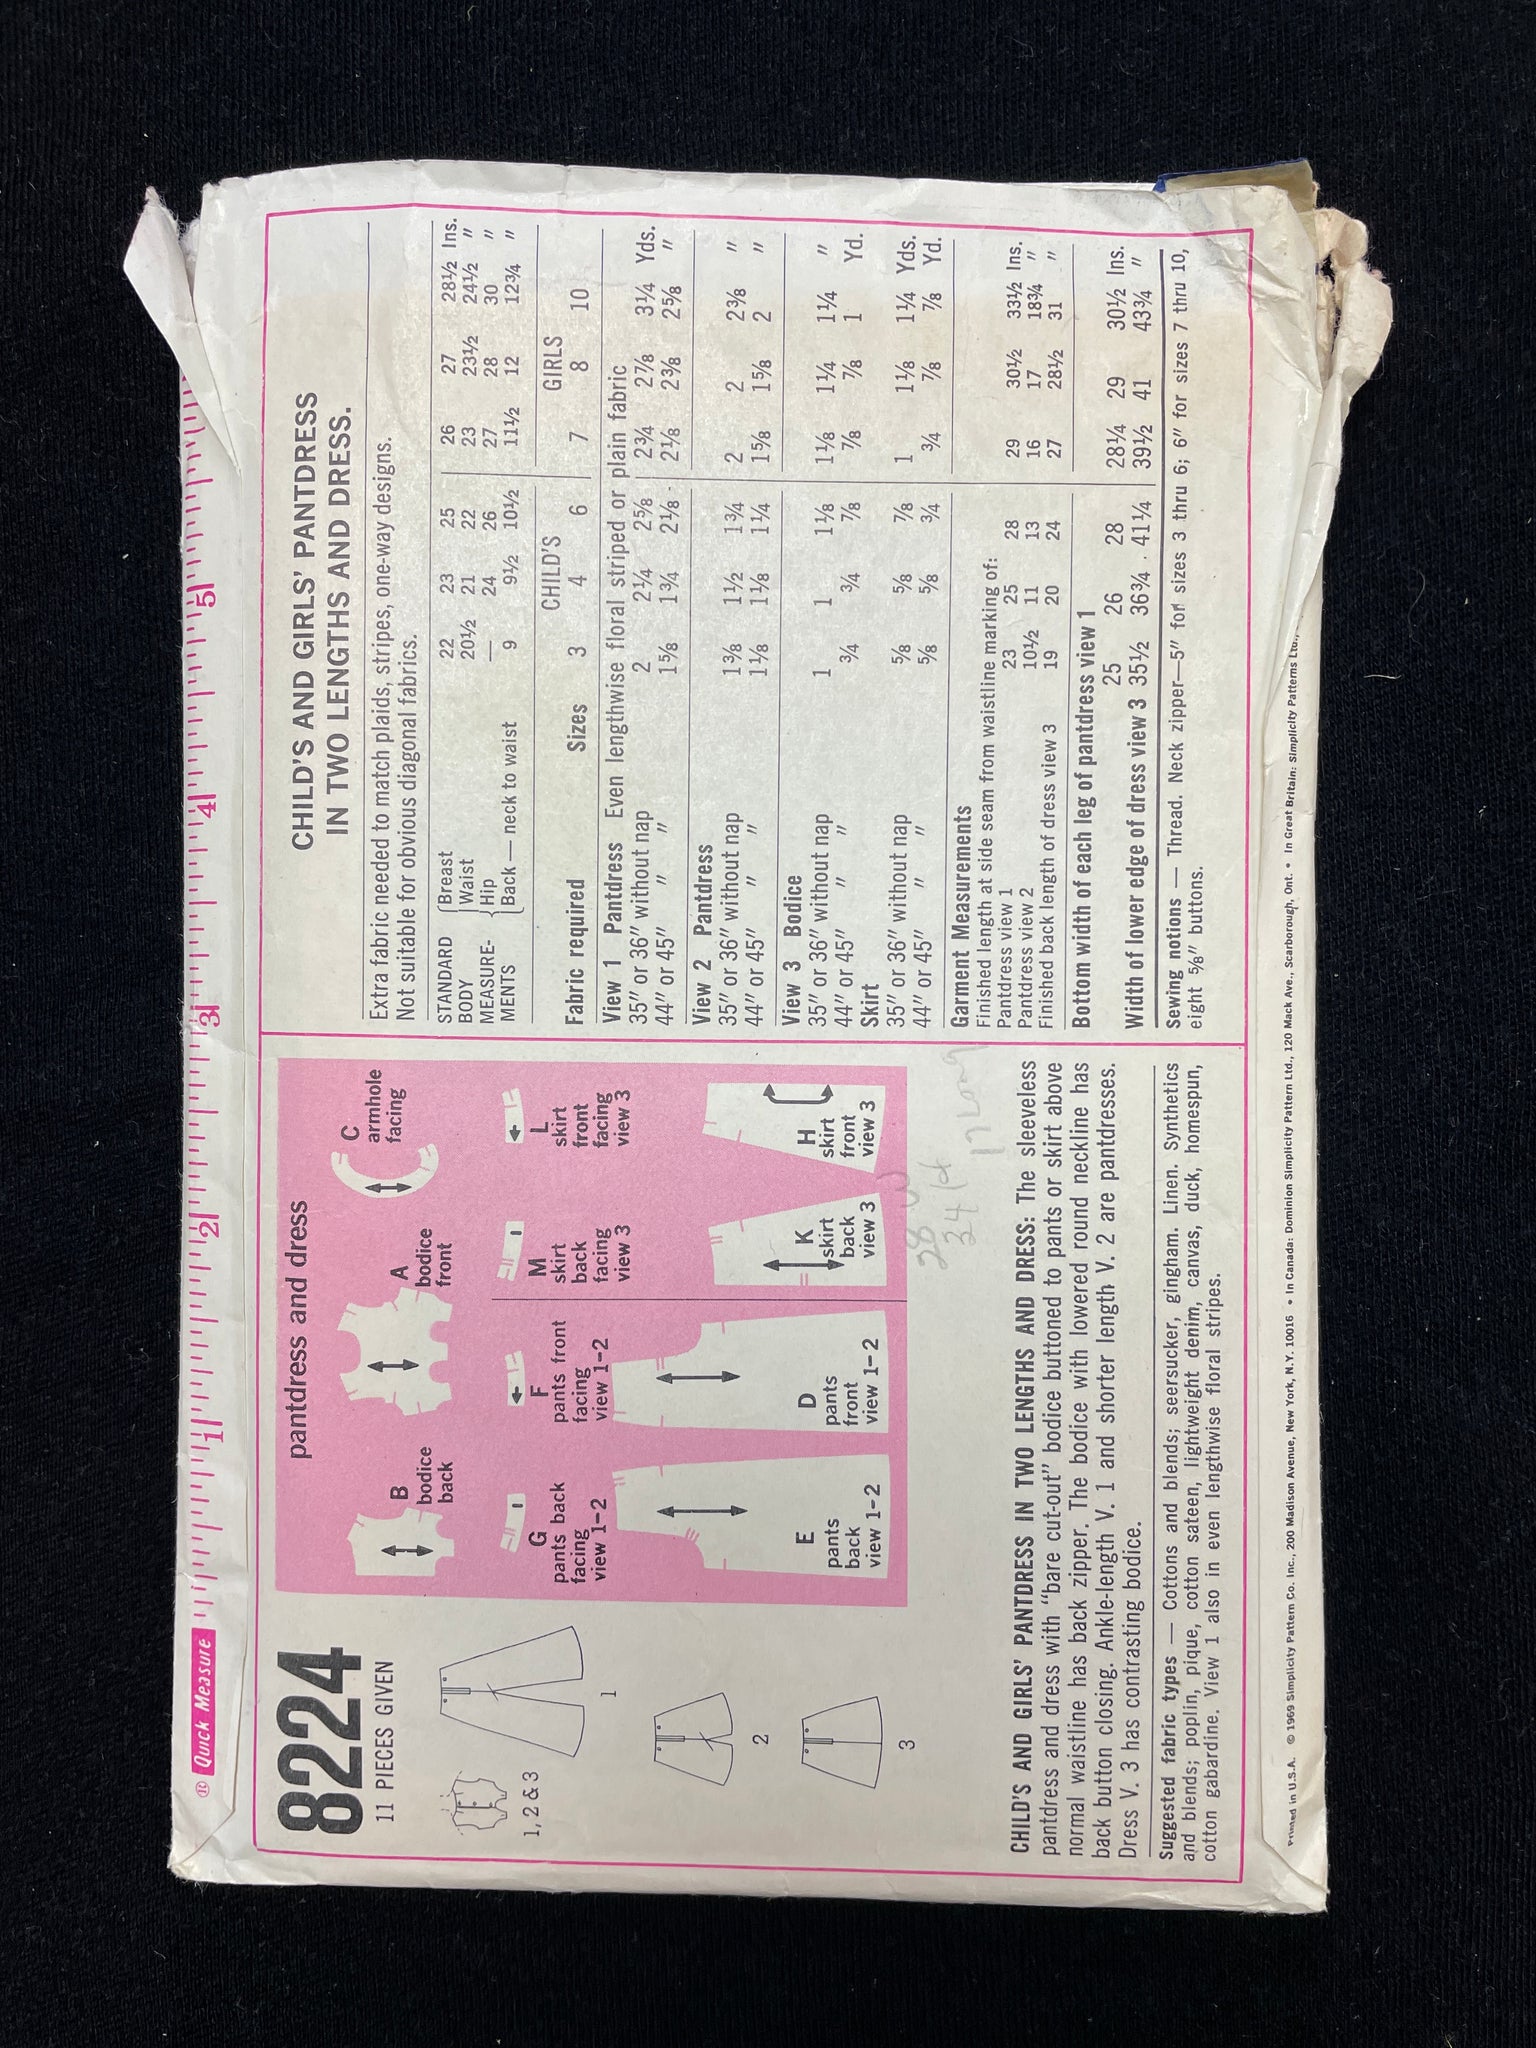 ® Quick Measure 1 2 3 4 5
8224
11 PIECES GIVEN
1, 2 & 3
1
2
3
pantdress and dress
B
bodice
back
A
bodice
front
C
armhole
facing
G
pants back
facing
view 1-2
F
pants front
facing
view 1-2
M
skirt
back
facing
view 3
L
skirt
front
facing
view 3
E
pants
back
view 1-2
D
pants
front
view 1-2
K
skirt
back
view 3
H
skirt
front
view 3
28 W
34 H
17 Long
CHILD'S AND GIRLS' PANTDRESS IN TWO LENGTHS AND DRESS: The sleeveless
pantdress and dress with "bare cut-out" bodice buttoned to pants or skirt above
normal waistline has back zipper. The bodice with lowered round neckline has
back button closing. Ankle-length V. 1 and shorter length V. 2 are pantdresses.
Dress V. 3 has contrasting bodice.
Suggested fabric types — Cottons and blends; seersucker, gingham. Linen. Synthetics
and blends; poplin, pique, cotton sateen, lightweight denim, canvas, duck, homespun,
cotton gabardine. View 1 also in even lengthwise floral stripes.
CHILD'S AND GIRLS' PANTDRESS
IN TWO LENGTHS AND DRESS.
Extra fabric needed to match plaids, stripes, one-way designs.
Not suitable for obvious diagonal fabrics.
STANDARD Breast 22 23 25 26 27 28½ Ins.
BODY Waist 20½ 21 22 23 23½ 24½ "
MEASURE- Hip — 24 26 27 28 30 "
MENTS Back — neck to waist 9 9½ 10½ 11½ 12 12¾ "
CHILD'S GIRLS
Fabric required Sizes 3 4 6 7 8 10
View 1 Pantdress Even lengthwise floral striped or plain fabric
35" or 36" without nap 2 2¼ 2⅝ 2¾ 2⅞ 3¼ Yds.
44" or 45" " " 1⅝ 1¾ 2⅛ 2⅛ 2⅜ 2⅝ "
View 2 Pantdress
35" or 36" without nap 1⅜ 1½ 1¾ 2 2 2⅜ "
44" or 45" " " 1⅛ 1⅛ 1¼ 1⅝ 1⅝ 2 "
View 3 Bodice
35" or 36" without nap 1 1 1⅛ 1⅛ 1¼ 1¼ "
44" or 45" " " ¾ ¾ ⅞ ⅞ ⅞ 1 Yd.
Skirt
35" or 36" without nap ⅝ ⅝ ⅞ 1 1⅛ 1¼ Yds.
44" or 45" " " ⅝ ⅝ ¾ ¾ ⅞ ⅞ Yd.
Garment Measurements
Finished length at side seam from waistline marking of:
Pantdress view 1 23 25 28 29 30½ 33½ Ins.
Pantdress view 2 10½ 11 13 16 17 18¾ "
Finished back length of dress view 3 19 20 24 27 28½ 31 "
Bottom width of each leg of pantdress view 1
25 26 28 28¼ 29 30½ Ins.
Width of lower edge of dress view 3 35½ 36¾ 41¼ 39½ 41 43¾ "
Sewing notions — Thread. Neck zipper—5" for sizes 3 thru 6; 6" for sizes 7 thru 10,
eight ⅝" buttons.
Printed in U.S.A. © 1969 Simplicity Pattern Co. Inc., 200 Madison Avenue, New York, N.Y. 10016 • In Canada: Dominion Simplicity Pattern Ltd., 120 Mack Ave., Scarborough, Ont. • In Great Britain: Simplicity Patterns Ltd.,